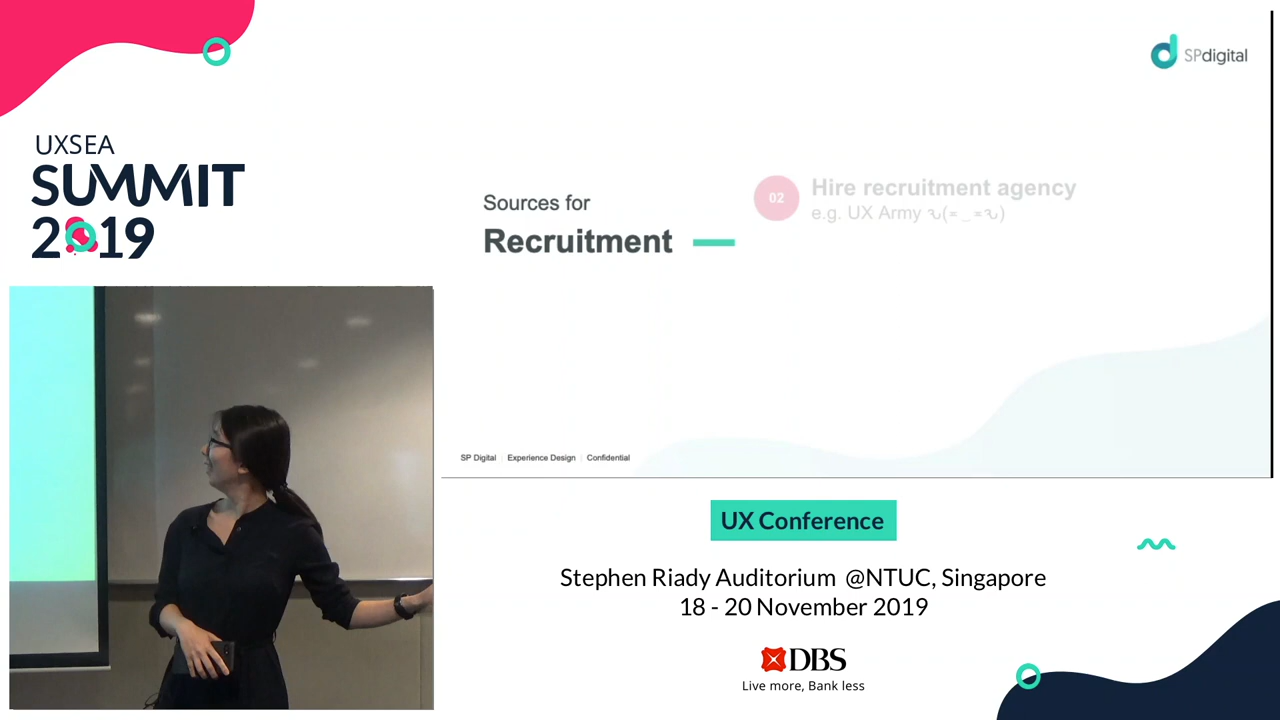 UXSEA
SUMMIT
2019
SPdigital
Sources for
Recruitment
02
Hire recruitment agency
e.g. UX Army ԅ(≖_≖ԅ)
SP Digital | Experience Design | Confidential
UX Conference
Stephen Riady Auditorium @NTUC, Singapore
18 - 20 November 2019
DBS
Live more, Bank less